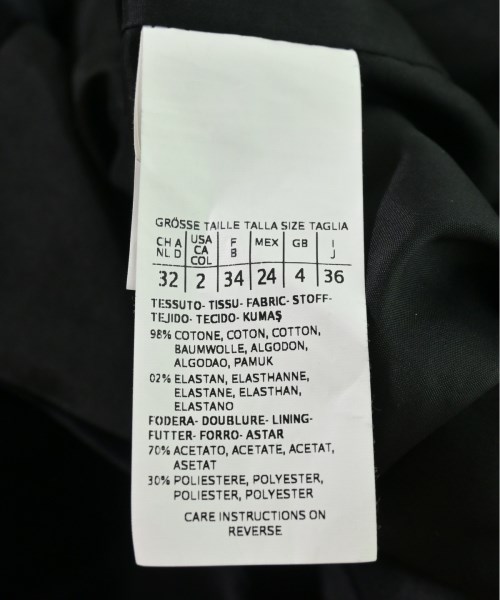 GRÖSSE TAILLE TALLA SIZE TAGLIA
CH A USA F MEX GB I
NL D CA B J
COL
32 2 34 24 4 36
TESSUTO- TISSU- FABRIC- STOFF-
TEJIDO- TECIDO- KUMAŞ
98% COTONE, COTON, COTTON,
BAUMWOLLE, ALGODON,
ALGODAO, PAMUK
02% ELASTAN, ELASTHANNE,
ELASTANE, ELASTHAN,
ELASTANO
FODERA- DOUBLURE- LINING-
FUTTER- FORRO- ASTAR
70% ACETATO, ACETATE, ACETAT,
ASETAT
30% POLIESTERE, POLYESTER,
POLIESTER, POLYESTER
CARE INSTRUCTIONS ON
REVERSE